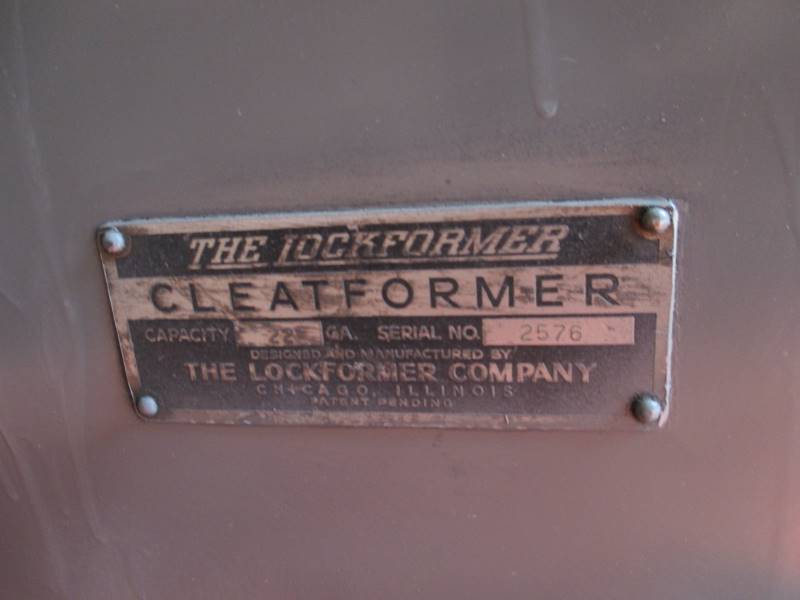 THE LOCKFORMER
CLEATFORMER
CAPACITY 22 GA. SERIAL NO. 2576
DESIGNED AND MANUFACTURED BY
THE LOCKFORMER COMPANY
CHICAGO, ILLINOIS
PATENT PENDING